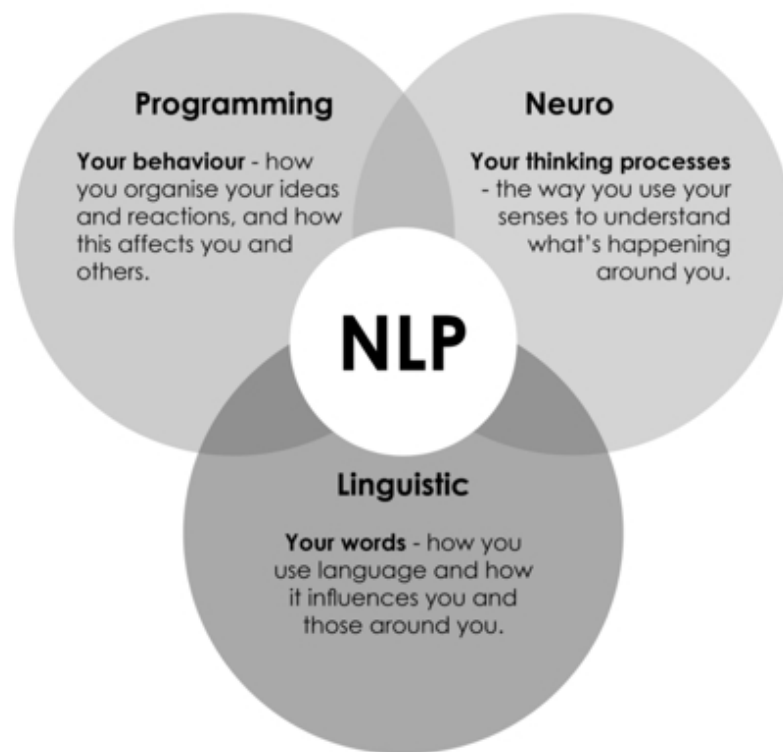 Programming
Your behaviour - how
you organise your ideas
and reactions, and how
this affects you and
others.
Neuro
Your thinking processes
- the way you use your
senses to understand
what's happening
around you.
NLP
Linguistic
Your words - how you
use language and how
it influences you and
those around you.